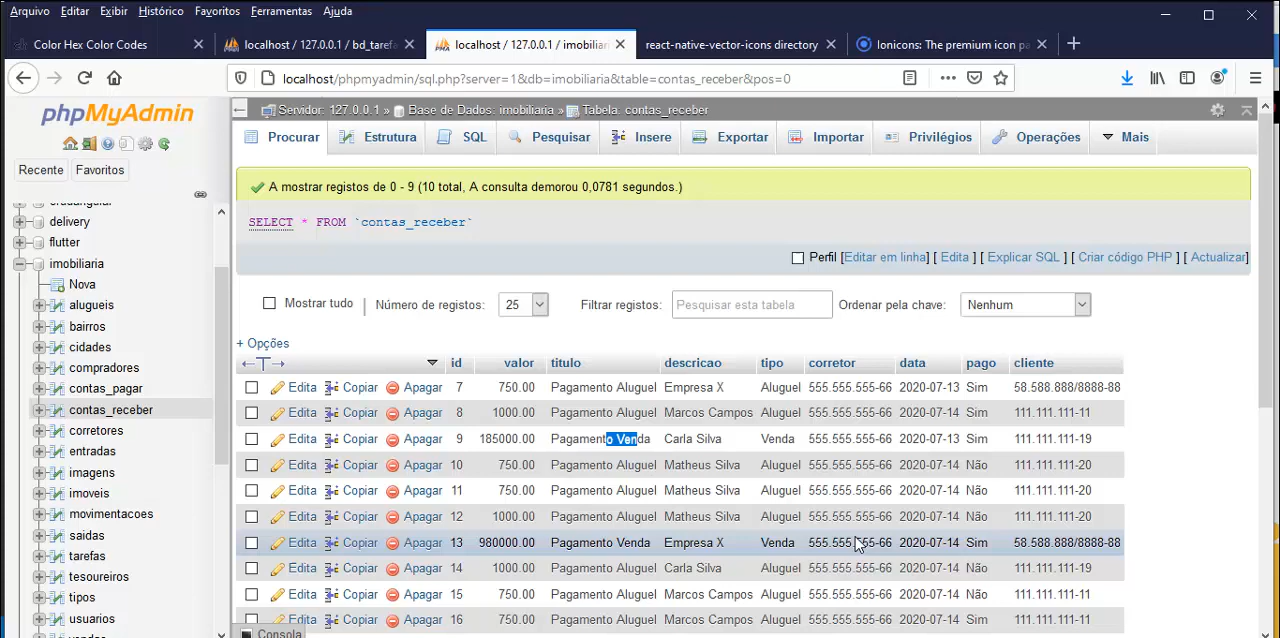 Arquivo Editar Exibir Histórico Favoritos Ferramentas Ajuda
Color Hex Color Codes
localhost / 127.0.0.1 / bd_tarefa
localhost / 127.0.0.1 / imobiliar
react-native-vector-icons directory
Ionicons: The premium icon pa
localhost/phpmyadmin/sql.php?server=1&db=imobiliaria&table=contas_receber&pos=0
phpMyAdmin
Recente Favoritos
delivery
flutter
imobiliaria
Nova
alugueis
bairros
cidades
compradores
contas_pagar
contas_receber
corretores
entradas
imagens
imoveis
movimentacoes
saidas
tarefas
tesoureiros
tipos
usuarios
Servidor: 127.0.0.1 » Base de Dados: imobiliaria » Tabela: contas_receber
Procurar Estrutura SQL Pesquisar Insere Exportar Importar Privilégios Operações Mais
A mostrar registos de 0 - 9 (10 total, A consulta demorou 0,0781 segundos.)
SELECT * FROM `contas_receber`
Perfil [Editar em linha] [ Edita ] [ Explicar SQL ] [ Criar código PHP ] [ Actualizar]
Mostrar tudo | Número de registos: 25 Filtrar registos: Pesquisar esta tabela Ordenar pela chave: Nenhum
+ Opções
←T→ id valor titulo descricao tipo corretor data pago cliente
Edita Copiar Apagar 7 750.00 Pagamento Aluguel Empresa X Aluguel 555.555.555-66 2020-07-13 Sim 58.588.888/8888-88
Edita Copiar Apagar 8 1000.00 Pagamento Aluguel Marcos Campos Aluguel 555.555.555-66 2020-07-14 Sim 111.111.111-11
Edita Copiar Apagar 9 185000.00 Pagamento Venda Carla Silva Venda 555.555.555-66 2020-07-13 Sim 111.111.111-19
Edita Copiar Apagar 10 750.00 Pagamento Aluguel Matheus Silva Aluguel 555.555.555-66 2020-07-14 Não 111.111.111-20
Edita Copiar Apagar 11 750.00 Pagamento Aluguel Matheus Silva Aluguel 555.555.555-66 2020-07-14 Não 111.111.111-20
Edita Copiar Apagar 12 1000.00 Pagamento Aluguel Matheus Silva Aluguel 555.555.555-66 2020-07-14 Não 111.111.111-20
Edita Copiar Apagar 13 980000.00 Pagamento Venda Empresa X Venda 555.555.555-66 2020-07-14 Sim 58.588.888/8888-88
Edita Copiar Apagar 14 1000.00 Pagamento Aluguel Carla Silva Aluguel 555.555.555-66 2020-07-14 Não 111.111.111-19
Edita Copiar Apagar 15 750.00 Pagamento Aluguel Marcos Campos Aluguel 555.555.555-66 2020-07-14 Não 111.111.111-11
Edita Copiar Apagar 16 750.00 Pagamento Aluguel Marcos Campos Aluguel 555.555.555-66 2020-07-14 Não 111.111.111-11
Consola